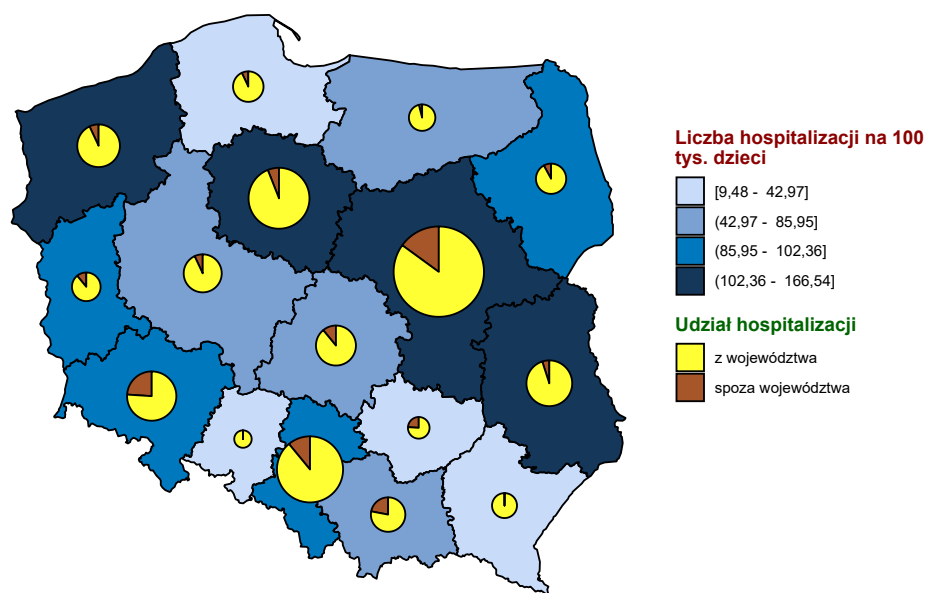 Liczba hospitalizacji na 100
tys. dzieci
[9,48 - 42,97]
(42,97 - 85,95]
(85,95 - 102,36]
(102,36 - 166,54]
Udział hospitalizacji
z województwa
spoza województwa